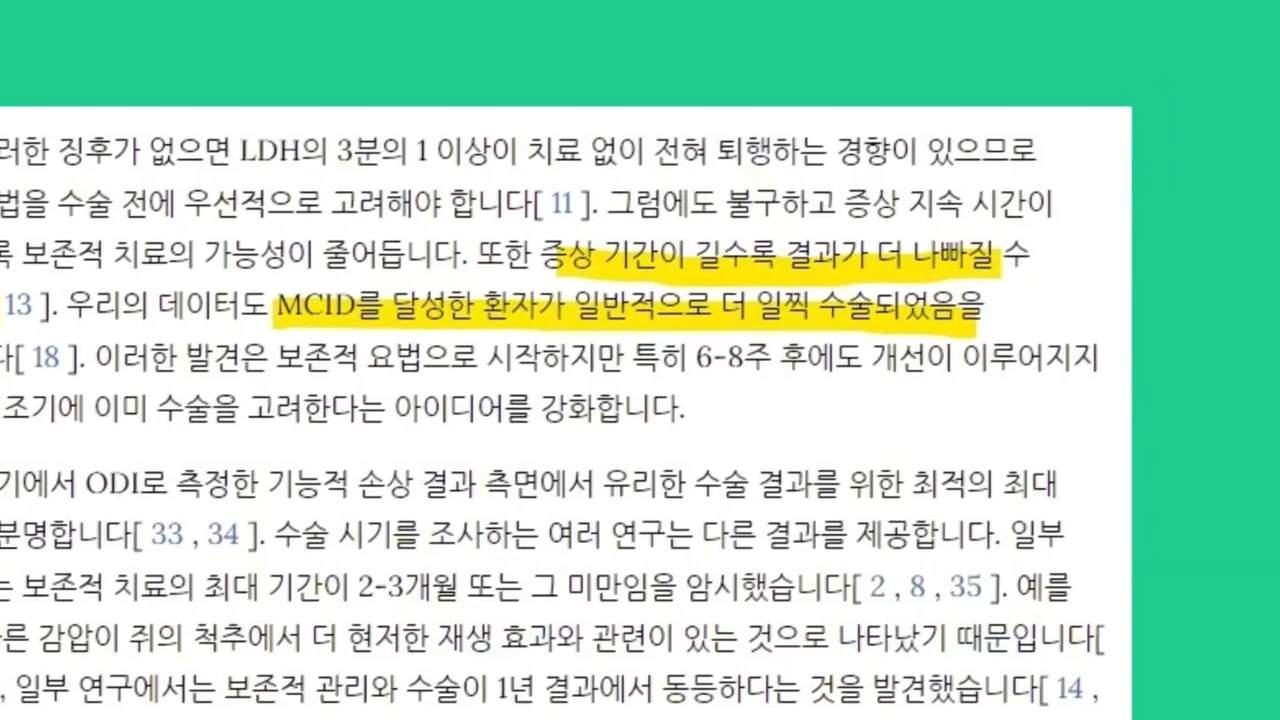 러한 징후가 없으면 LDH의 3분의 1 이상이 치료 없이 전혀 퇴행하는 경향이 있으므로
법을 수술 전에 우선적으로 고려해야 합니다[ 11 ]. 그럼에도 불구하고 증상 지속 시간이
록 보존적 치료의 가능성이 줄어듭니다. 또한 증상 기간이 길수록 결과가 더 나빠질 수
13 ]. 우리의 데이터도 MCID를 달성한 환자가 일반적으로 더 일찍 수술되었음을
다[ 18 ]. 이러한 발견은 보존적 요법으로 시작하지만 특히 6-8주 후에도 개선이 이루어지지
조기에 이미 수술을 고려한다는 아이디어를 강화합니다.
기에서 ODI로 측정한 기능적 손상 결과 측면에서 유리한 수술 결과를 위한 최적의 최대
분명합니다[ 33 , 34 ]. 수술 시기를 조사하는 여러 연구는 다른 결과를 제공합니다. 일부
는 보존적 치료의 최대 기간이 2-3개월 또는 그 미만임을 암시했습니다[ 2 , 8 , 35 ]. 예를
른 감압이 쥐의 척추에서 더 현저한 재생 효과와 관련이 있는 것으로 나타났기 때문입니다[
, 일부 연구에서는 보존적 관리와 수술이 1년 결과에서 동등하다는 것을 발견했습니다[ 14 ,